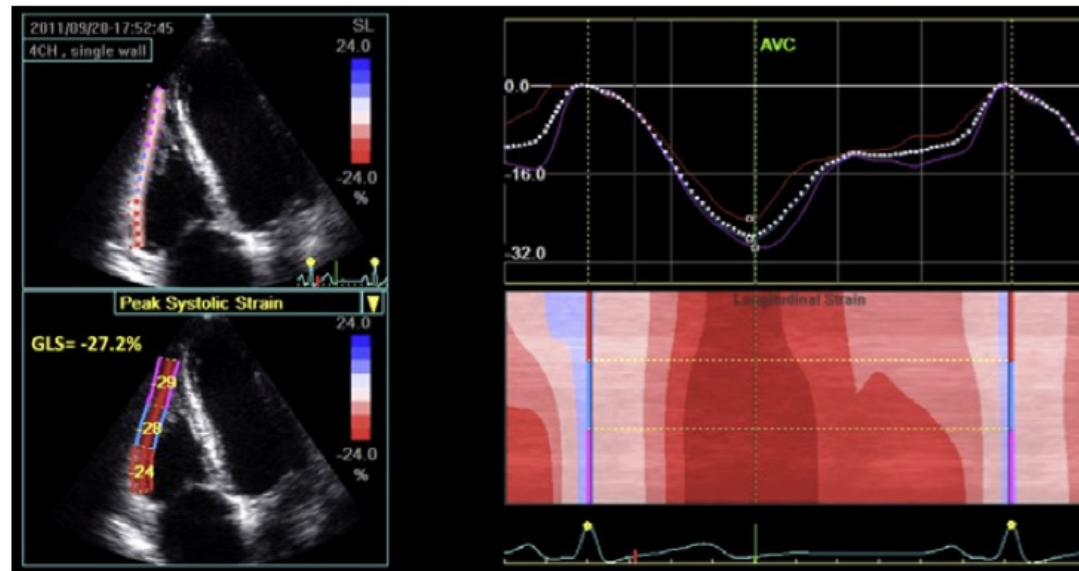 2011/09/20-17:52:45
4CH , single wall
SL
24.0
-24.0
%
Peak Systolic Strain
GLS= -27.2%
24.0
-29
-28
-24
-24.0
%
AVC
0.0
-16.0
-32.0
Longitudinal Strain